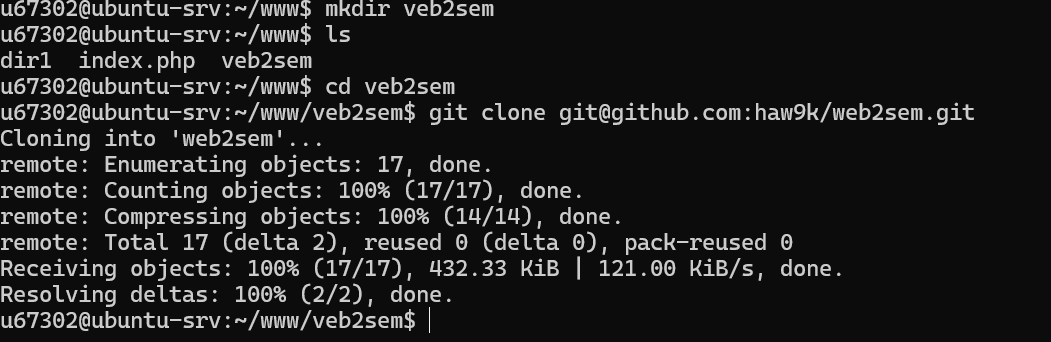 u67302@ubuntu-srv:~/www$ mkdir veb2sem
u67302@ubuntu-srv:~/www$ ls
dir1  index.php  veb2sem
u67302@ubuntu-srv:~/www$ cd veb2sem
u67302@ubuntu-srv:~/www/veb2sem$ git clone git@github.com:haw9k/web2sem.git
Cloning into 'web2sem'...
remote: Enumerating objects: 17, done.
remote: Counting objects: 100% (17/17), done.
remote: Compressing objects: 100% (14/14), done.
remote: Total 17 (delta 2), reused 0 (delta 0), pack-reused 0
Receiving objects: 100% (17/17), 432.33 KiB | 121.00 KiB/s, done.
Resolving deltas: 100% (2/2), done.
u67302@ubuntu-srv:~/www/veb2sem$